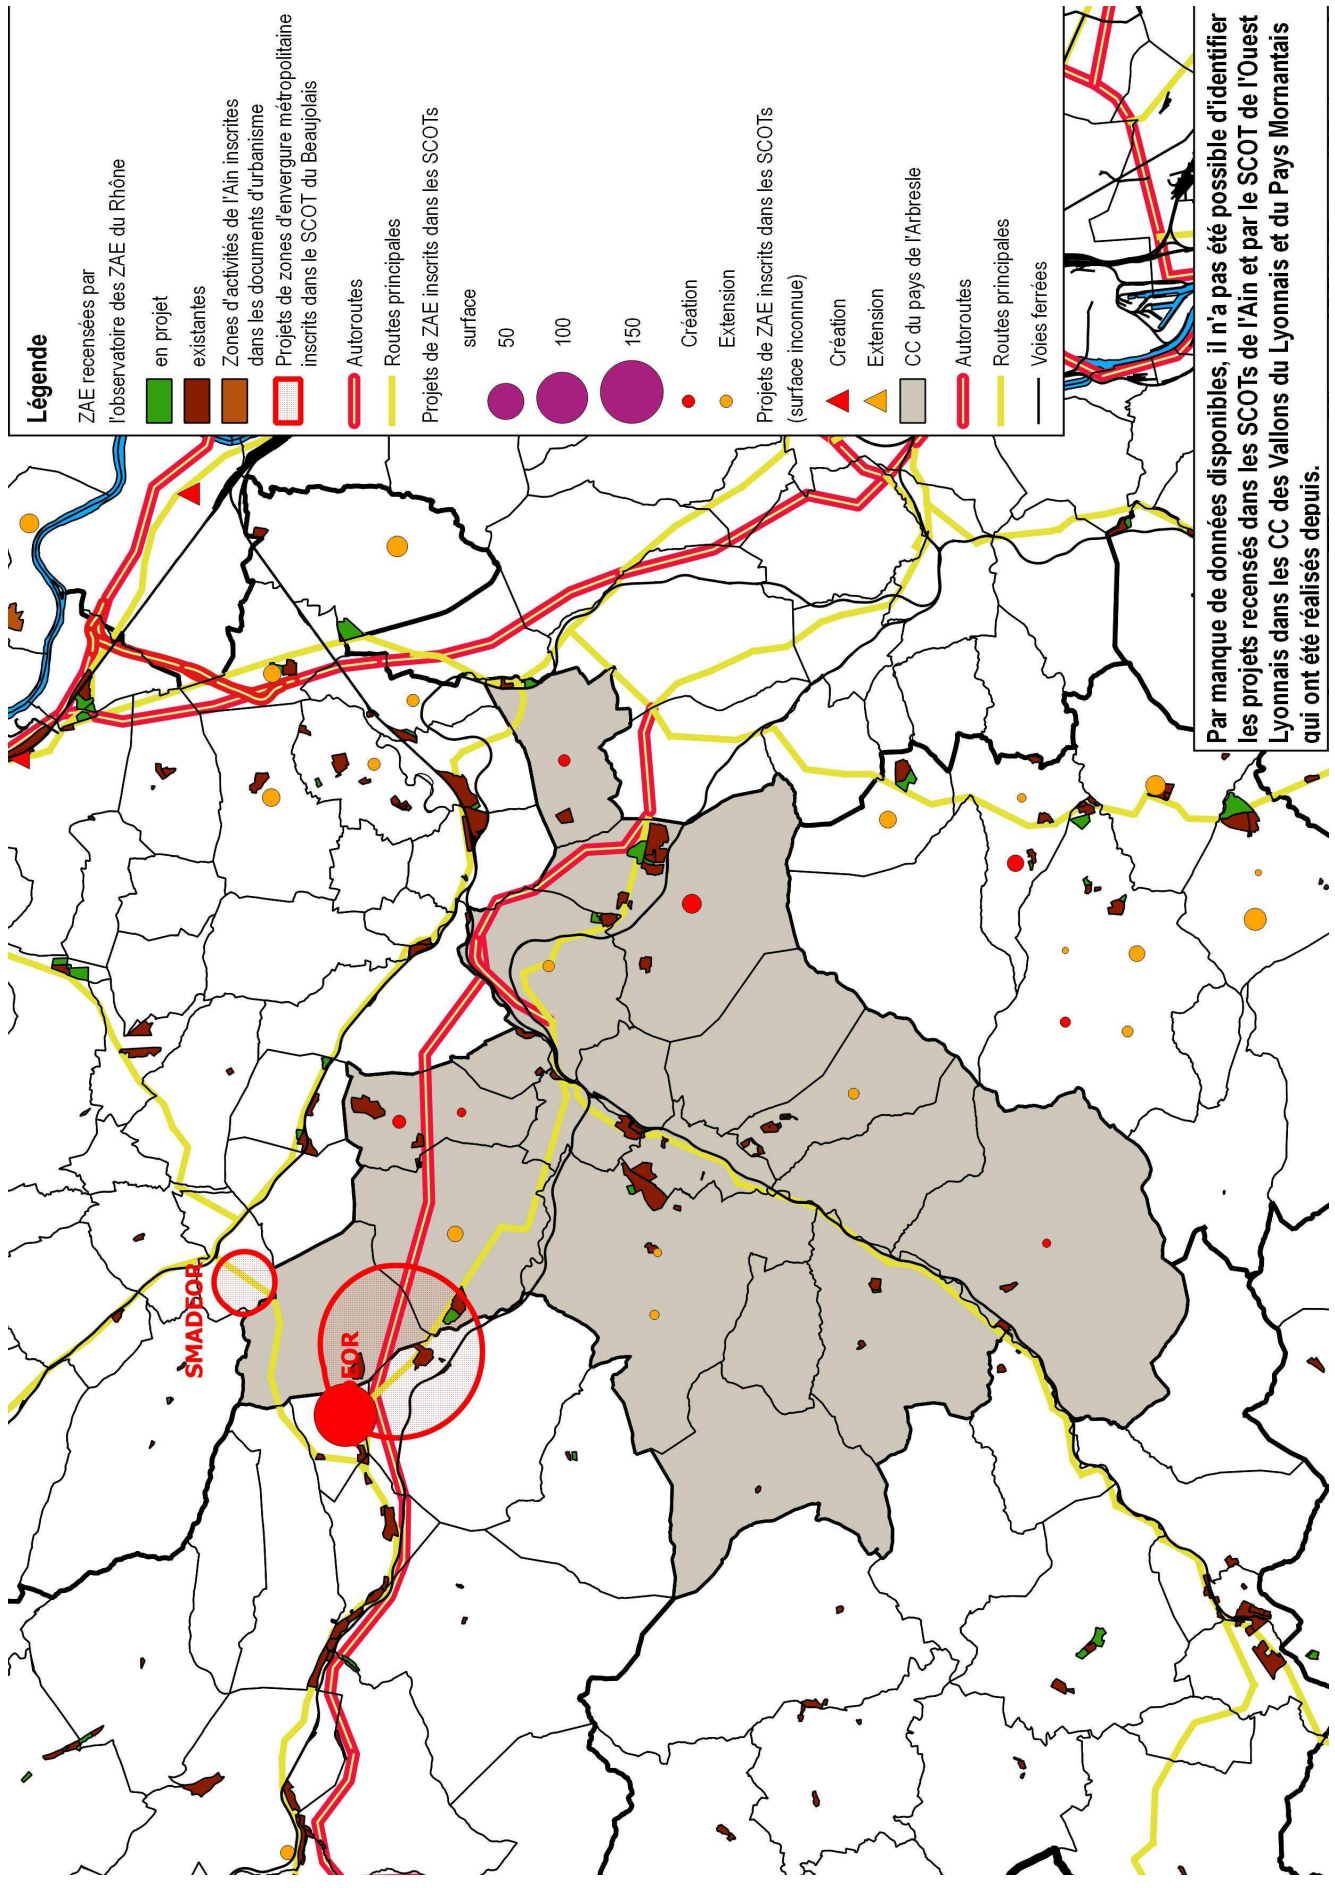 Légende
ZAE recensées par
l'observatoire des ZAE du Rhône
en projet
existantes
Zones d'activités de l'Ain inscrites
dans les documents d'urbanisme
Projets de zones d'envergure métropolitaine
inscrits dans le SCOT du Beaujolais
Autoroutes
Routes principales
Projets de ZAE inscrits dans les SCOTs
surface
50
100
150
Création
Extension
Projets de ZAE inscrits dans les SCOTs
(surface inconnue)
Création
Extension
CC du pays de l'Arbresle
Autoroutes
Routes principales
Voies ferrées
SMADEOR
EOR
Par manque de données disponibles, il n'a pas été possible d'identifier
les projets recensés dans les SCOTs de l'Ain et par le SCOT de l'Ouest
Lyonnais dans les CC des Vallons du Lyonnais et du Pays Mornantais
qui ont été réalisés depuis.